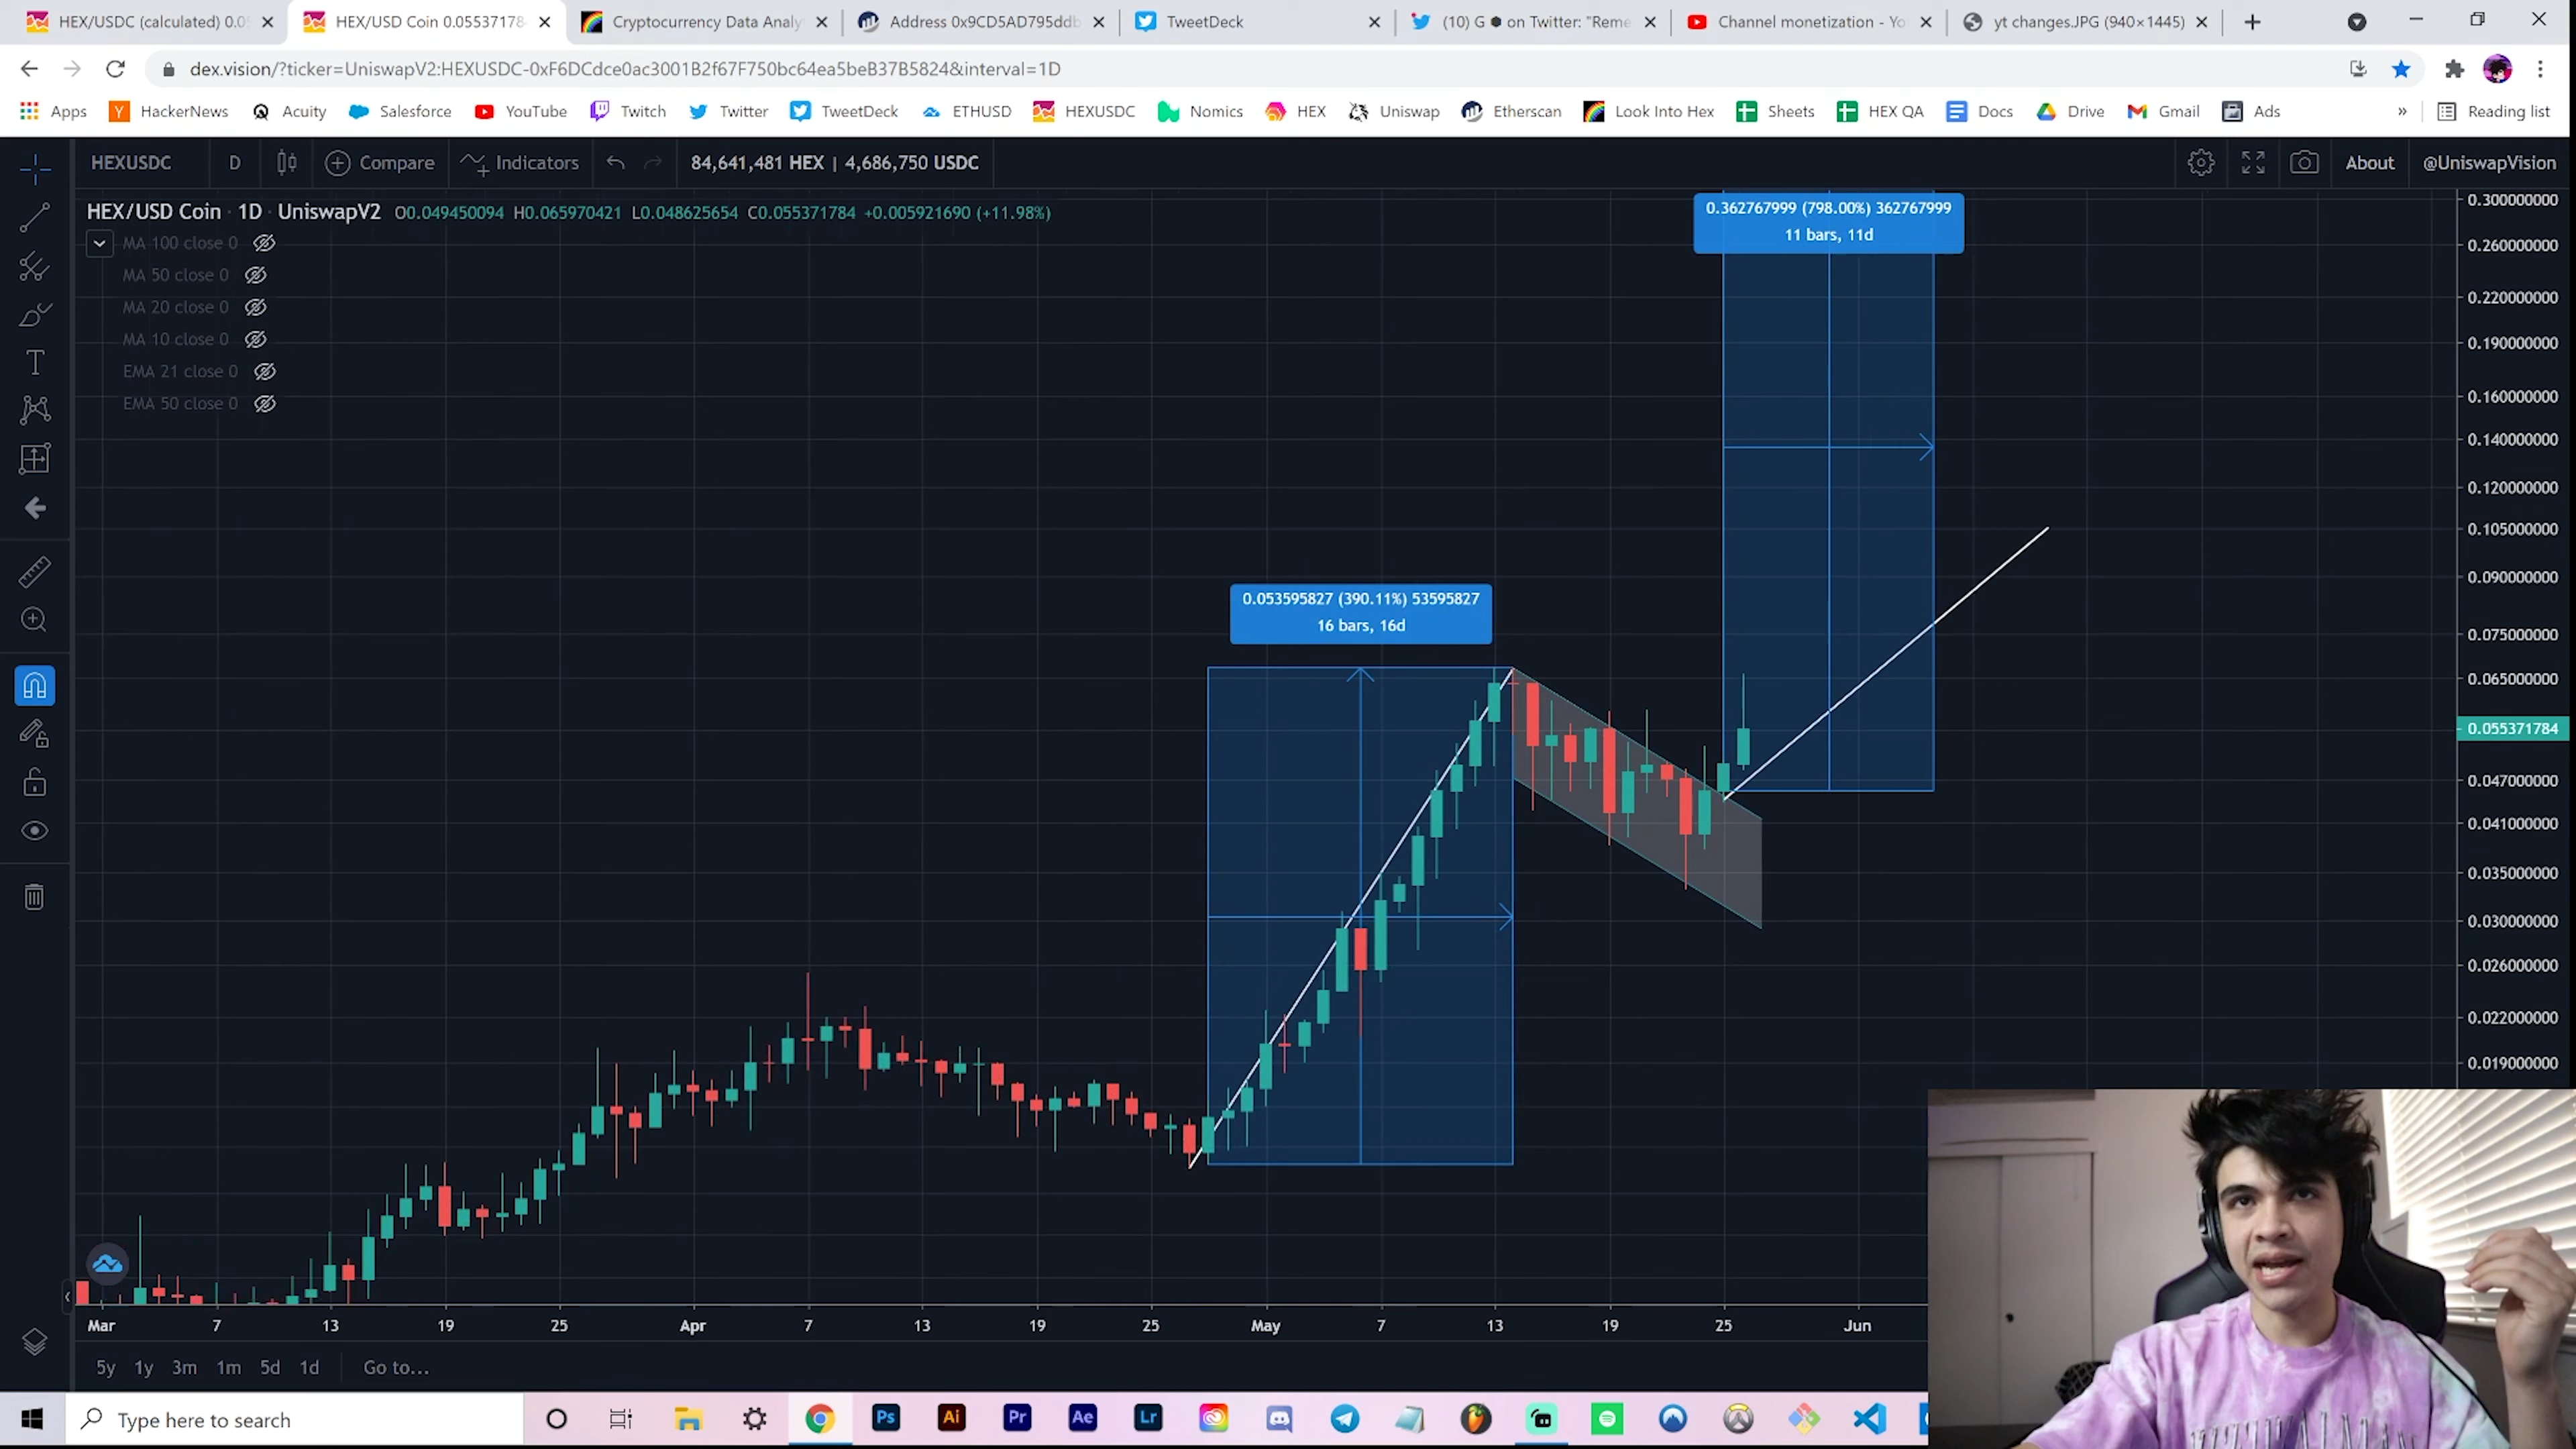 HEX/USDC (calculated) 0.05
HEX/USD Coin 0.05537178
Cryptocurrency Data Analy
Address 0x9CD5AD795ddb
TweetDeck
(10) G ⬢ on Twitter: "Reme
Channel monetization - Yo
yt changes.JPG (940×1445)
dex.vision/?ticker=UniswapV2:HEXUSDC-0xF6DCdce0ac3001B2f67F750bc64ea5beB37B5824&interval=1D
Apps HackerNews Acuity Salesforce YouTube Twitch Twitter TweetDeck ETHUSD HEXUSDC Nomics HEX Uniswap Etherscan Look Into Hex Sheets HEX QA Docs Drive Gmail Ads » Reading list
HEXUSDC D Compare Indicators 84,641,481 HEX | 4,686,750 USDC About @UniswapVision
HEX/USD Coin · 1D · UniswapV2 O0.049450094 H0.065970421 L0.048625654 C0.055371784 +0.005921690 (+11.98%)
MA 100 close 0
MA 50 close 0
MA 20 close 0
MA 10 close 0
EMA 21 close 0
EMA 50 close 0
0.362767999 (798.00%) 362767999
11 bars, 11d
0.053595827 (390.11%) 53595827
16 bars, 16d
0.300000000
0.260000000
0.220000000
0.190000000
0.160000000
0.140000000
0.120000000
0.105000000
0.090000000
0.075000000
0.065000000
0.055371784
0.047000000
0.041000000
0.035000000
0.030000000
0.026000000
0.022000000
0.019000000
Mar 7 13 19 25 Apr 7 13 19 25 May 7 13 19 25 Jun
5y 1y 3m 1m 5d 1d Go to...
Type here to search
Ps Ai Pr Ae Lr